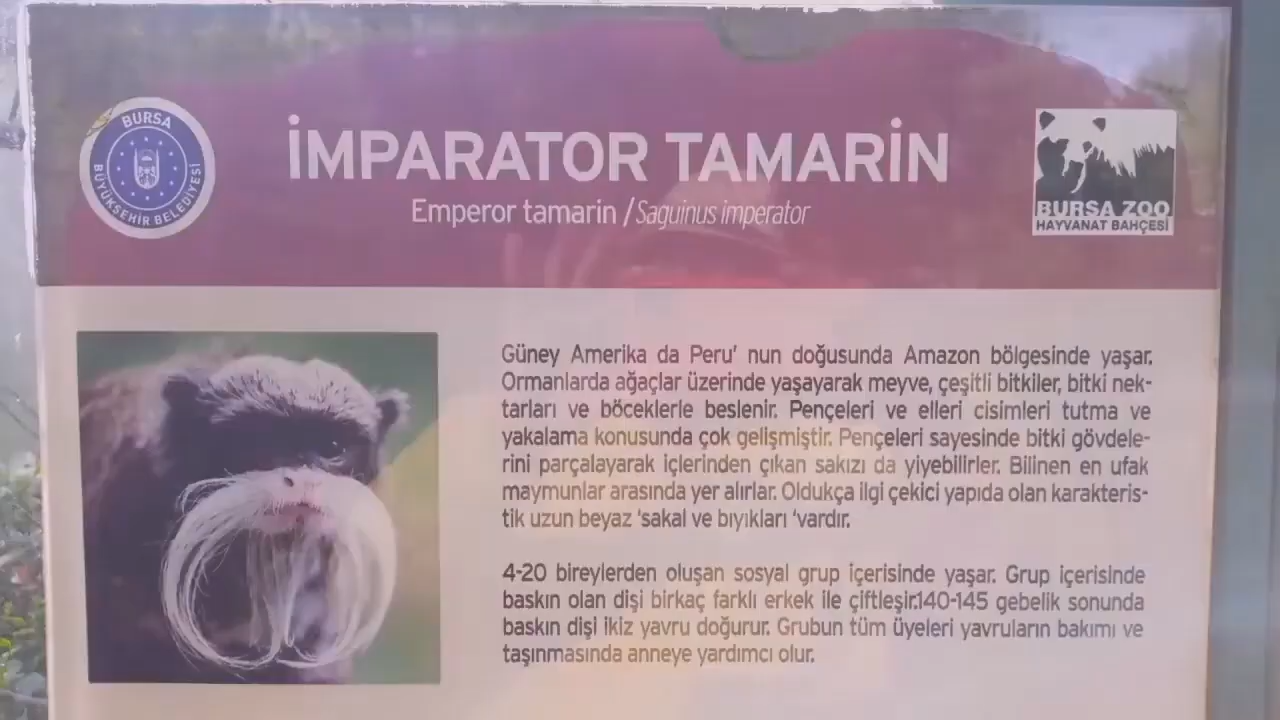 BURSA
BÜYÜKŞEHİR BELEDİYESİ
İMPARATOR TAMARİN
Emperor tamarin / Saguinus imperator
BURSA ZOO
HAYVANAT BAHÇESİ
Güney Amerika da Peru' nun doğusunda Amazon bölgesinde yaşar.
Ormanlarda ağaçlar üzerinde yaşayarak meyve, çeşitli bitkiler, bitki nek-
tarları ve böceklerle beslenir. Pençeleri ve elleri cisimleri tutma ve
yakalama konusunda çok gelişmiştir. Pençeleri sayesinde bitki gövdele-
rini parçalayarak içlerinden çıkan sakızı da yiyebilirler. Bilinen en ufak
maymunlar arasında yer alırlar. Oldukça ilgi çekici yapıda olan karakteris-
tik uzun beyaz 'sakal ve bıyıkları 'vardır.
4-20 bireylerden oluşan sosyal grup içerisinde yaşar. Grup içerisinde
baskın olan dişi birkaç farklı erkek ile çiftleşir.140-145 gebelik sonunda
baskın dişi ikiz yavru doğurur. Grubun tüm üyeleri yavruların bakımı ve
taşınmasında anneye yardımcı olur.